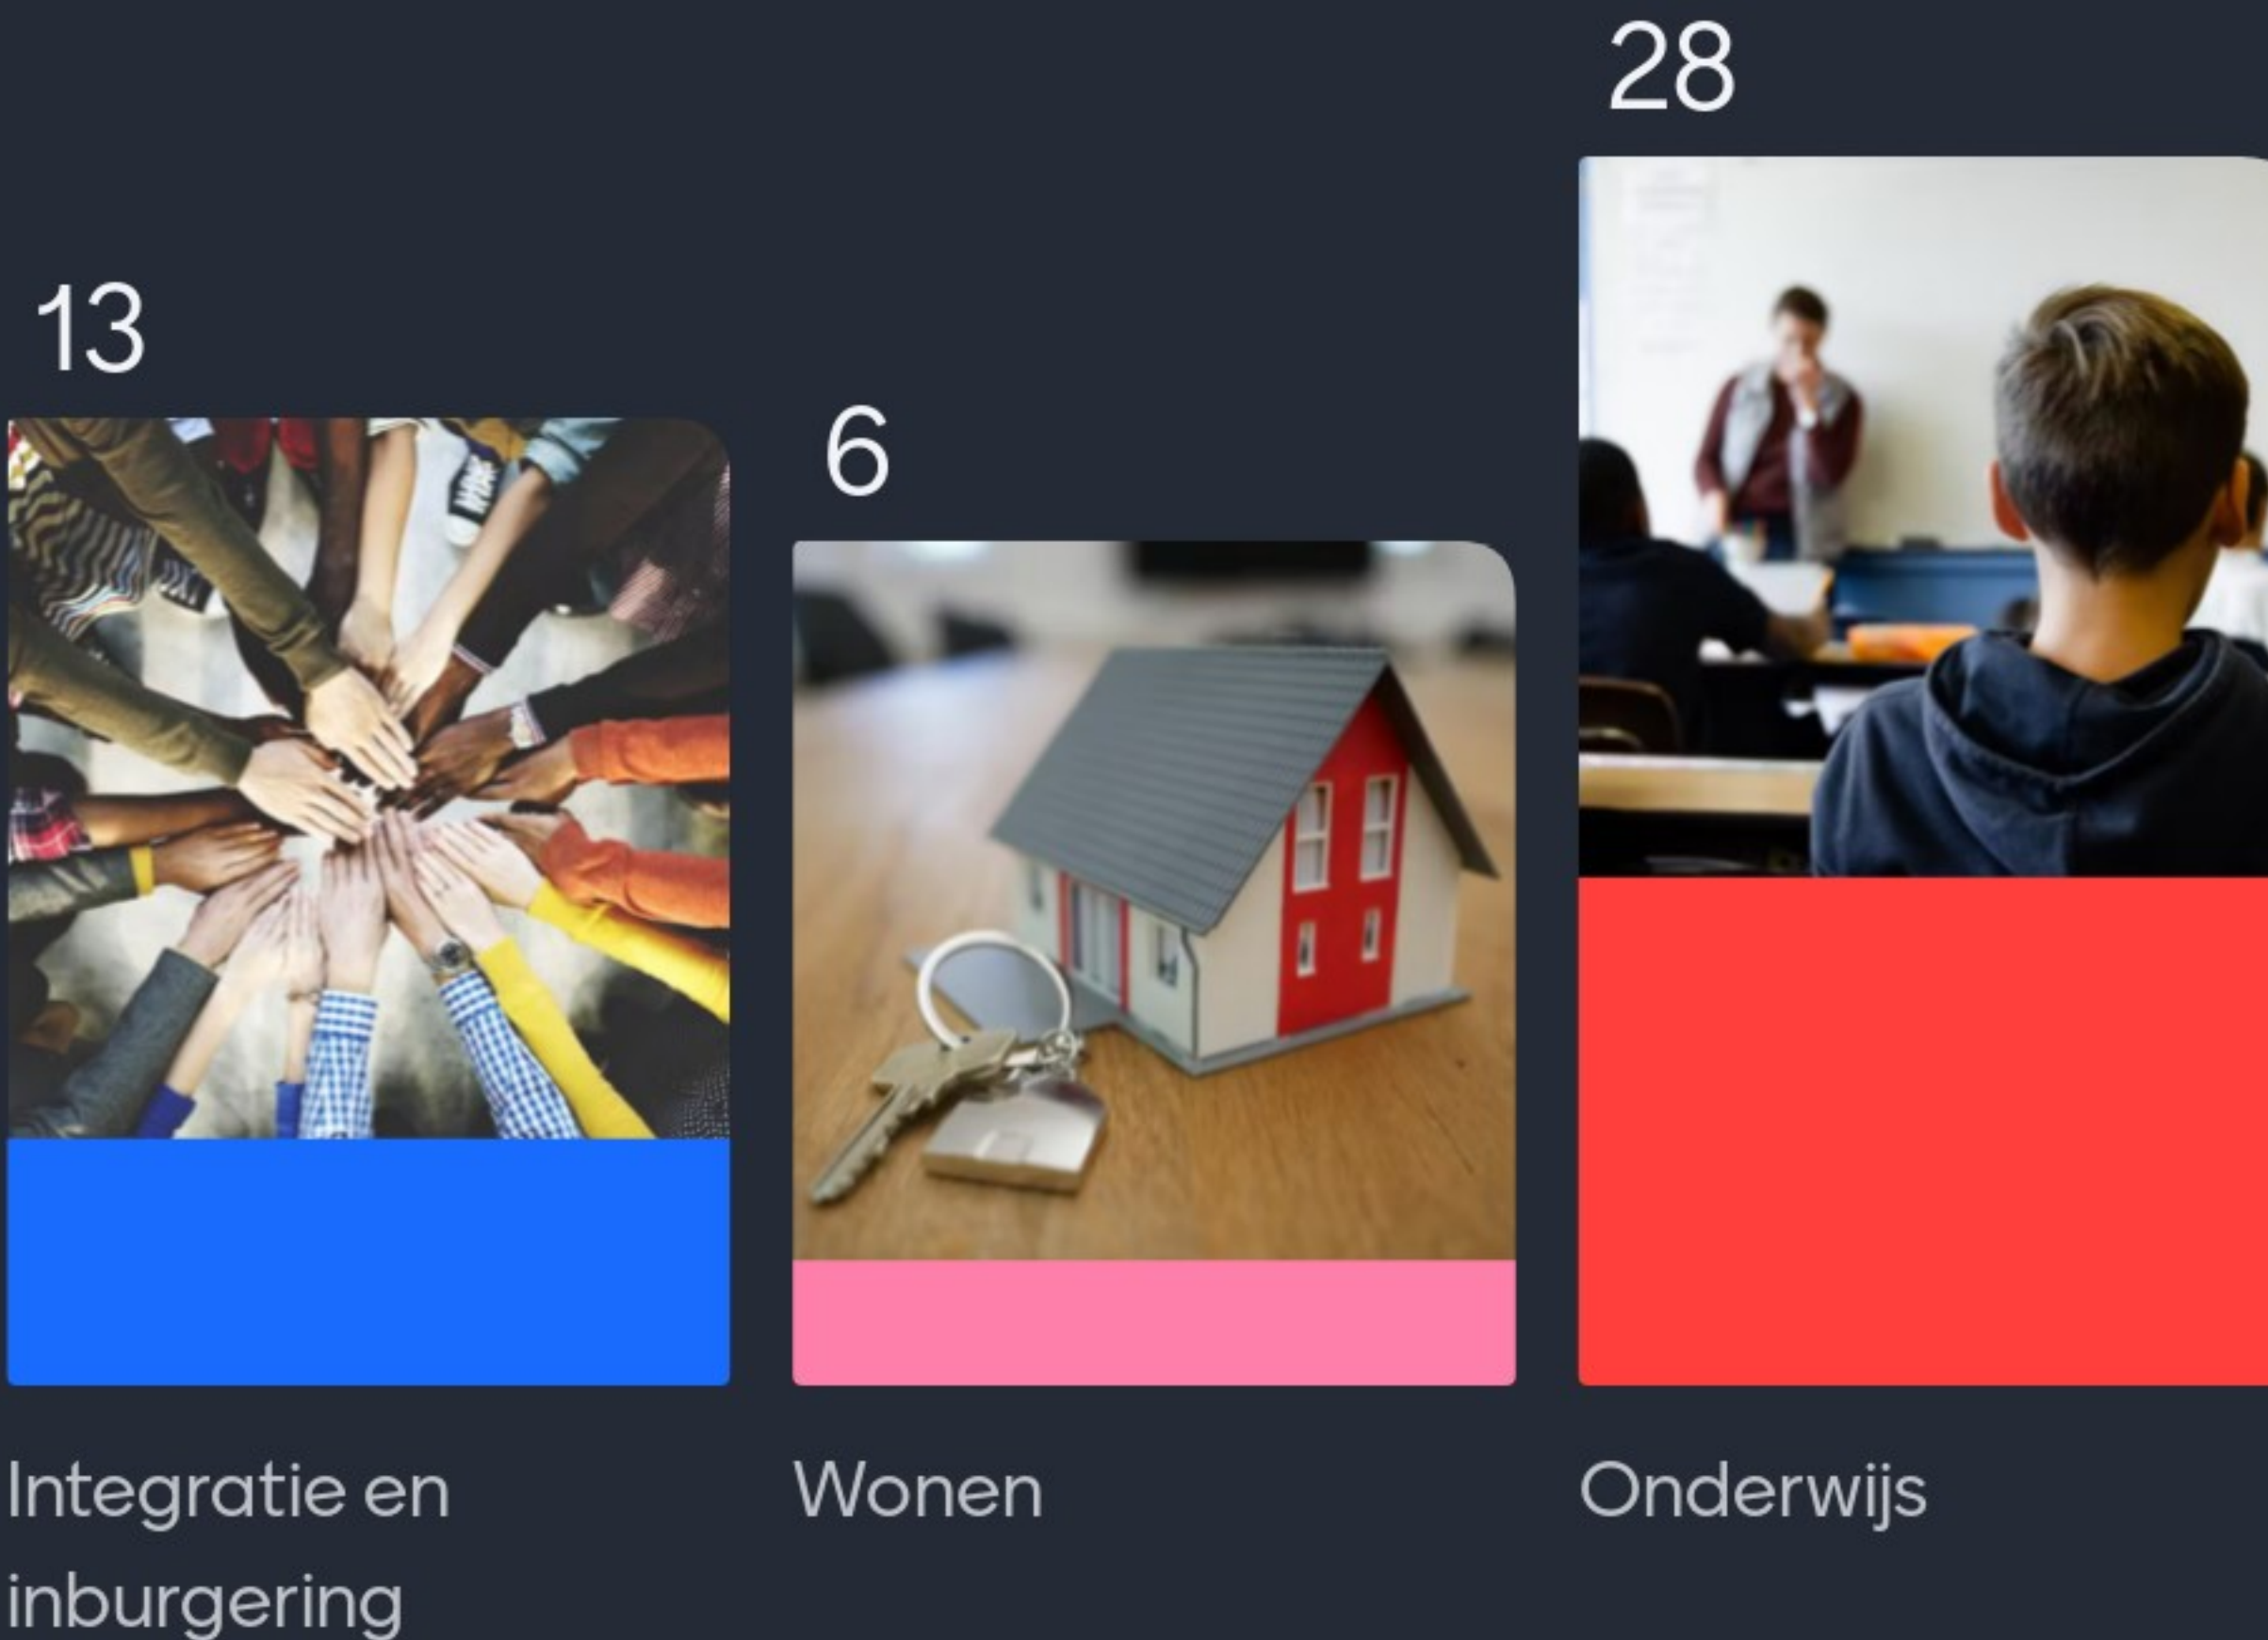 28
13
6
Integratie en
inburgering
Wonen
Onderwijs